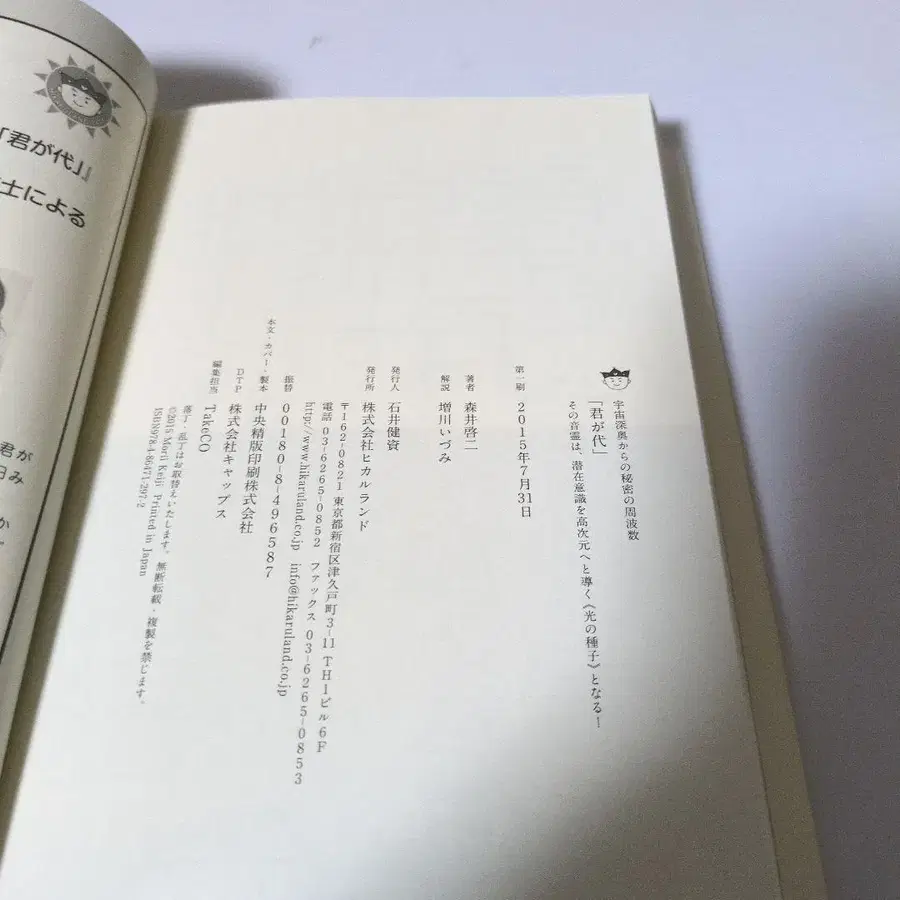 宇宙深奥からの秘密の周波数
「君が代」
その音霊は、潜在意識を高次元へと導く《光の種子》となる！
第一刷 2015年7月31日
著者 森井啓二
解説 増川いづみ
発行人 石井健資
発行所 株式会社ヒカルランド
〒162-0821 東京都新宿区津久戸町3-11 TH1ビル6F
電話 03-6265-0852 ファックス 03-6265-0853
http://www.hikaruland.co.jp info@hikaruland.co.jp
振替 00180-8-496587
本文・カバー・製本 中央精版印刷株式会社
DTP 株式会社キャップス
編集担当 TakeCO
落丁・乱丁はお取替えいたします。無断転載・複製を禁じます。
©2015 Morii Keiji Printed in Japan
ISBN978-4-86471-297-2
「君が代」』
士による
君が
か